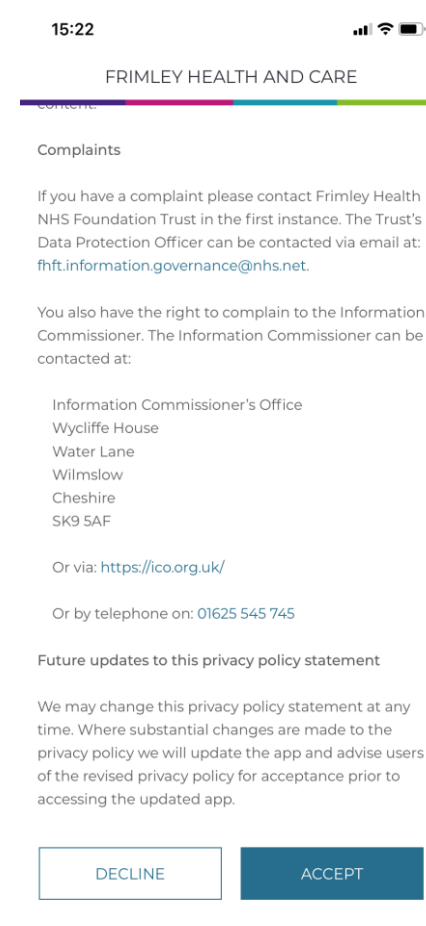 15:22
FRIMLEY HEALTH AND CARE
content.
Complaints
If you have a complaint please contact Frimley Health
NHS Foundation Trust in the first instance. The Trust's
Data Protection Officer can be contacted via email at:
fhft.information.governance@nhs.net.
You also have the right to complain to the Information
Commissioner. The Information Commissioner can be
contacted at:
Information Commissioner's Office
Wycliffe House
Water Lane
Wilmslow
Cheshire
SK9 5AF
Or via: https://ico.org.uk/
Or by telephone on: 01625 545 745
Future updates to this privacy policy statement
We may change this privacy policy statement at any
time. Where substantial changes are made to the
privacy policy we will update the app and advise users
of the revised privacy policy for acceptance prior to
accessing the updated app.
DECLINE ACCEPT